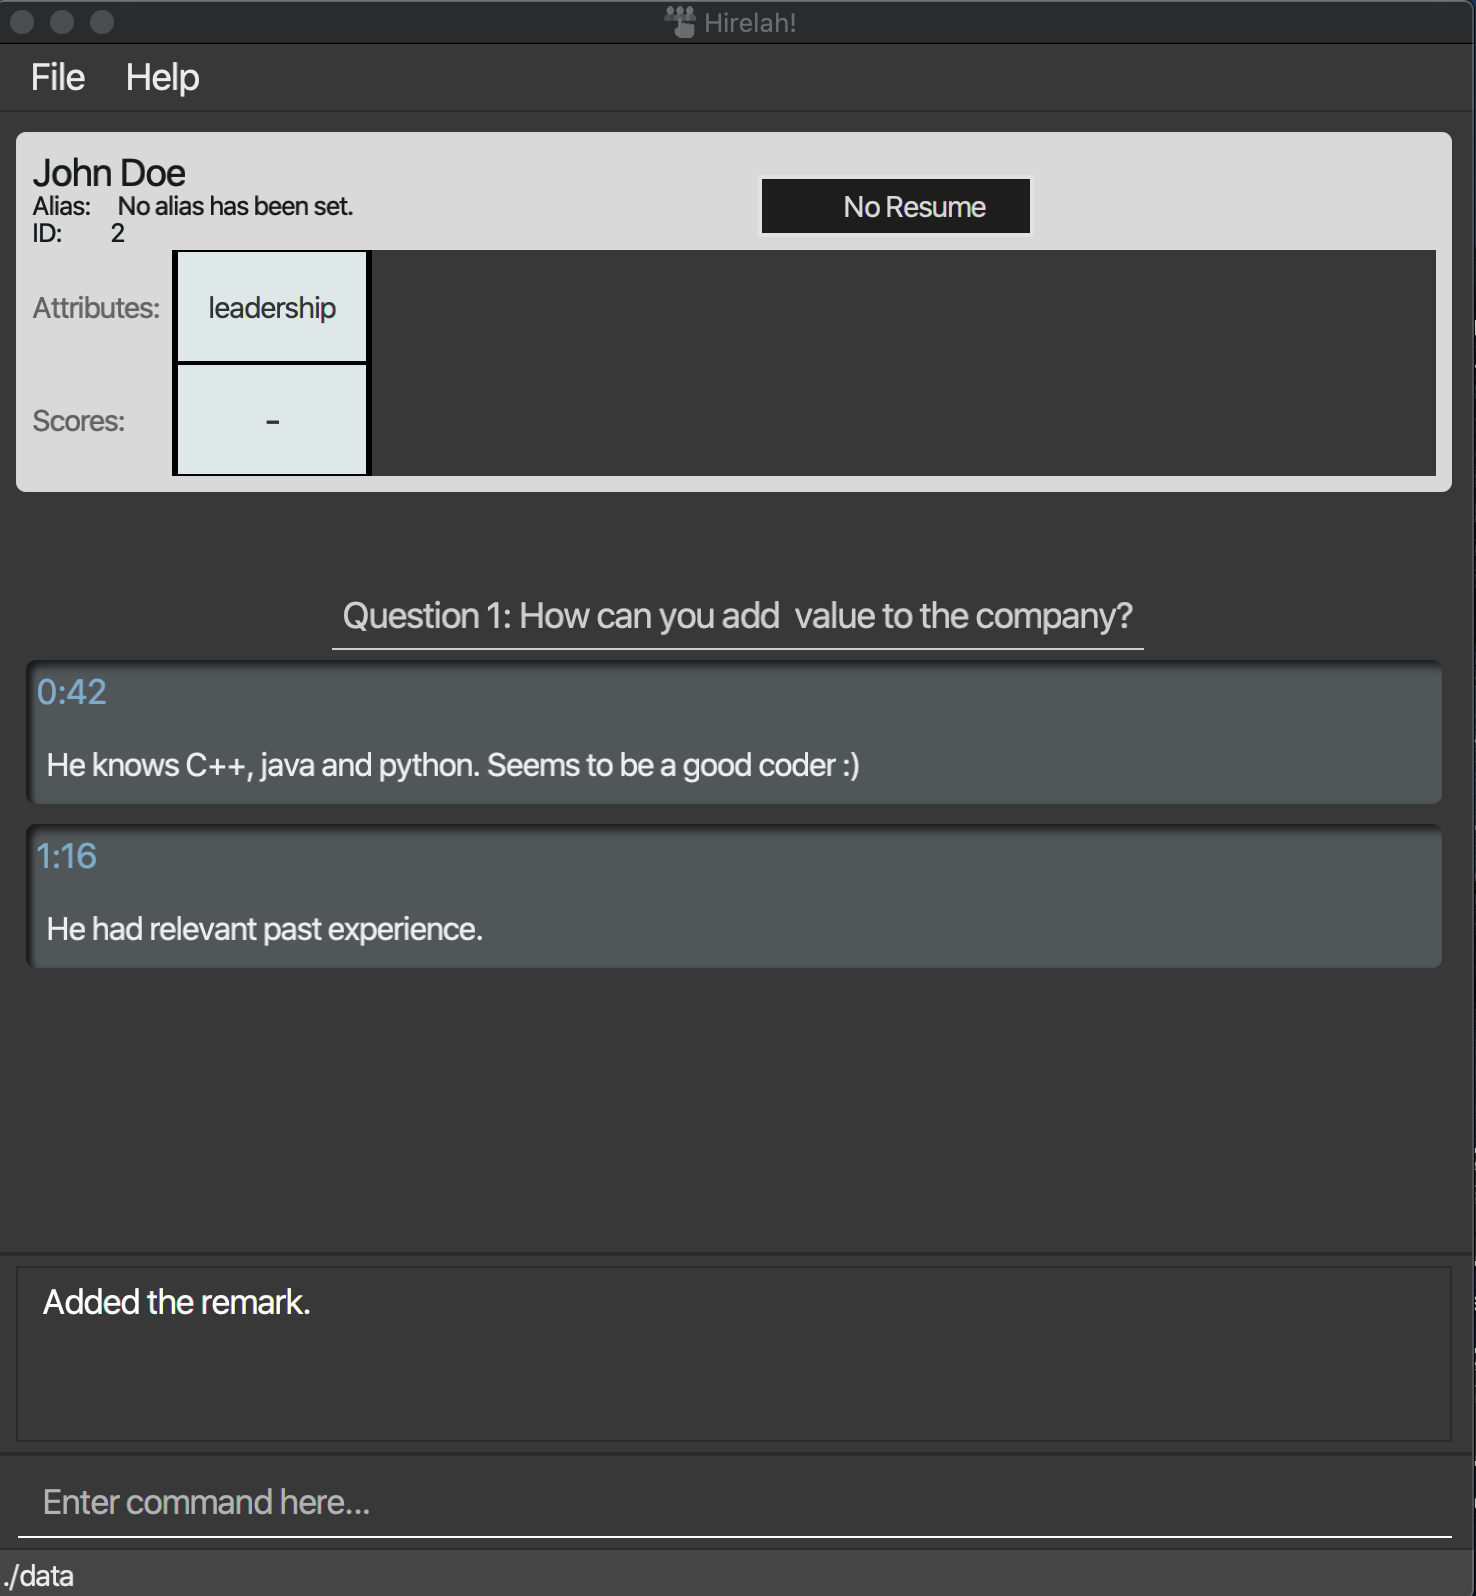 Hirelah!
File Help
John Doe
Alias: No alias has been set.
No Resume
ID: 2
Attributes: leadership
Scores: -
Question 1: How can you add  value to the company?
0:42
He knows C++, java and python. Seems to be a good coder :)
1:16
He had relevant past experience.
Added the remark.
Enter command here...
./data